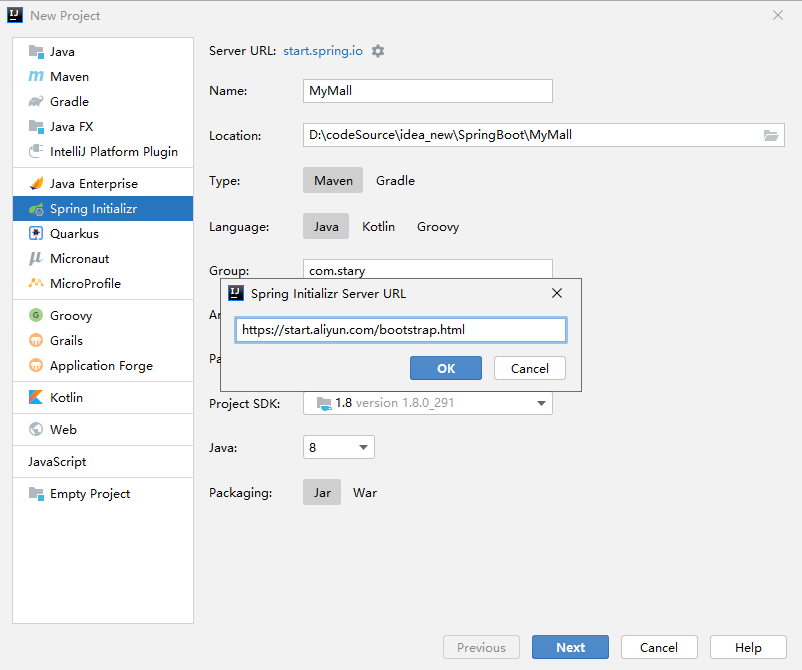 New Project
Java
Maven
Gradle
Java FX
IntelliJ Platform Plugin
Java Enterprise
Spring Initializr
Quarkus
Micronaut
MicroProfile
Groovy
Grails
Application Forge
Kotlin
Web
JavaScript
Empty Project
Server URL: start.spring.io
Name: MyMall
Location: D:\codeSource\idea_new\SpringBoot\MyMall
Type: Maven Gradle
Language: Java Kotlin Groovy
Group: com.stary
Spring Initializr Server URL
https://start.aliyun.com/bootstrap.html
OK Cancel
Project SDK: 1.8 version 1.8.0_291
Java: 8
Packaging: Jar War
Previous Next Cancel Help